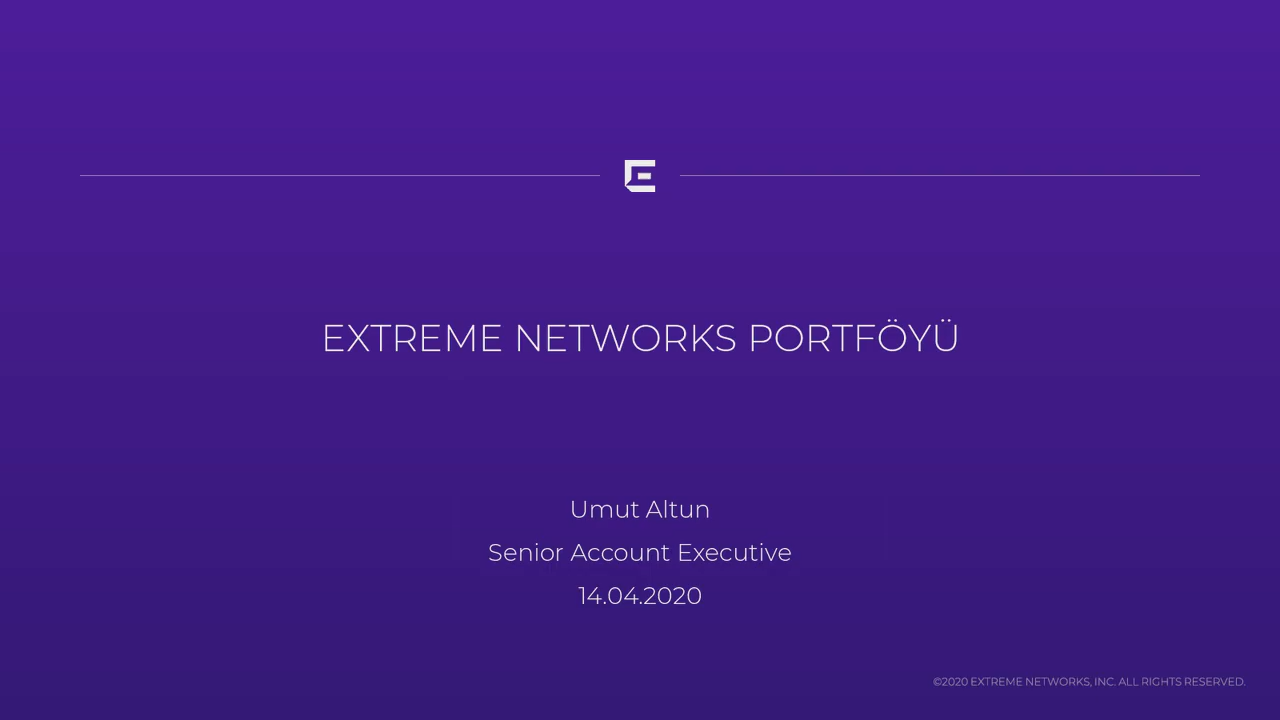 EXTREME NETWORKS PORTFÖYÜ
Umut Altun
Senior Account Executive
14.04.2020
©2020 EXTREME NETWORKS, INC. ALL RIGHTS RESERVED.